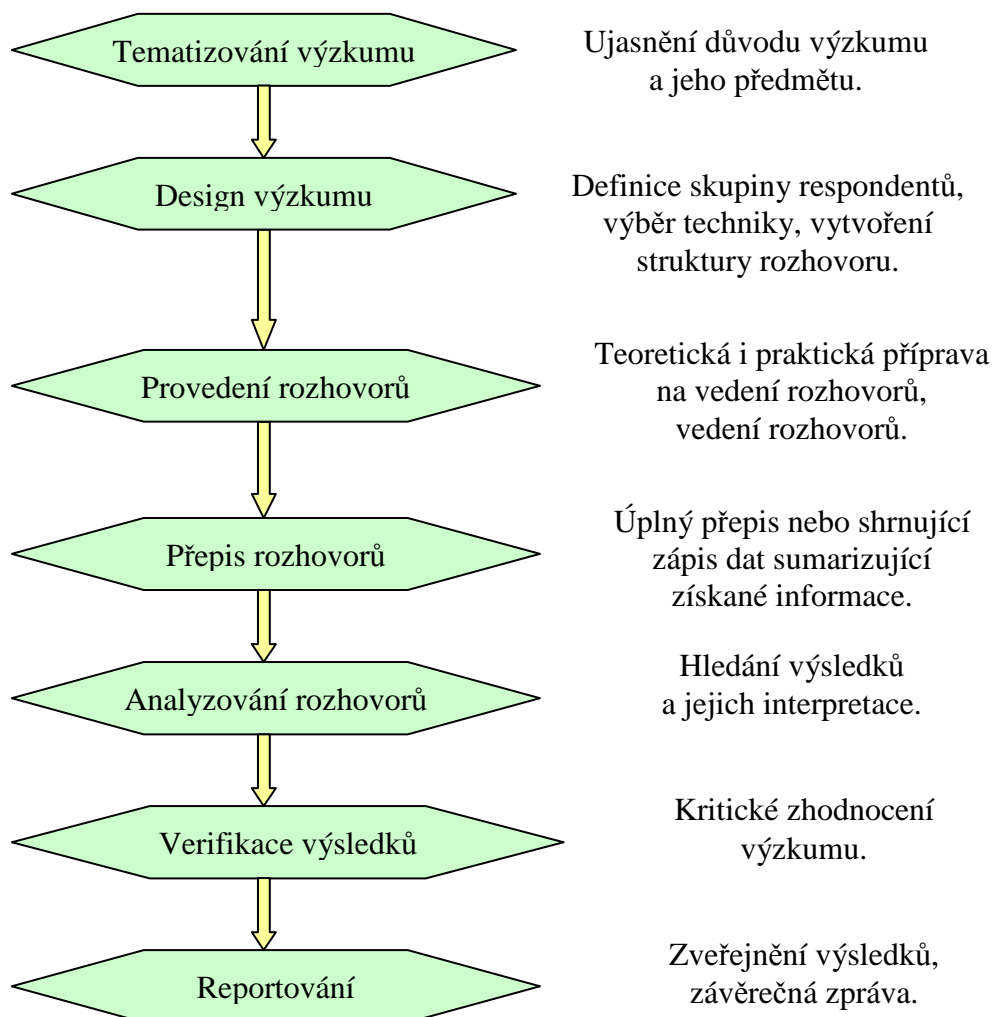 Tematizování výzkumu
Ujasnění důvodu výzkumu
a jeho předmětu.
Design výzkumu
Definice skupiny respondentů,
výběr techniky, vytvoření
struktury rozhovoru.
Provedení rozhovorů
Teoretická i praktická příprava
na vedení rozhovorů,
vedení rozhovorů.
Přepis rozhovorů
Úplný přepis nebo shrnující
zápis dat sumarizující
získané informace.
Analyzování rozhovorů
Hledání výsledků
a jejich interpretace.
Verifikace výsledků
Kritické zhodnocení
výzkumu.
Reportování
Zveřejnění výsledků,
závěrečná zpráva.